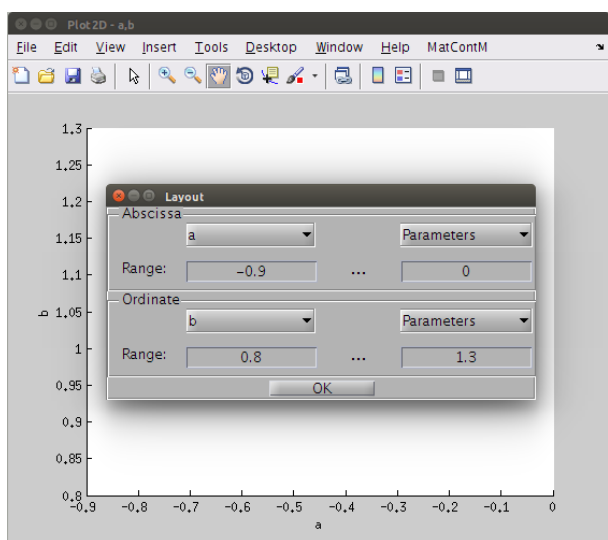 Plot2D - a,b
File Edit View Insert Tools Desktop Window Help MatContM
1.3
1.25
1.2
Layout
Abscissa
1.15
a Parameters
1.1
Range: −0.9 ... 0
Ordinate
b
1.05
b Parameters
1
Range: 0.8 ... 1.3
0.95
OK
0.9
0.85
0.8
−0.9 −0.8 −0.7 −0.6 −0.5 −0.4 −0.3 −0.2 −0.1 0
a